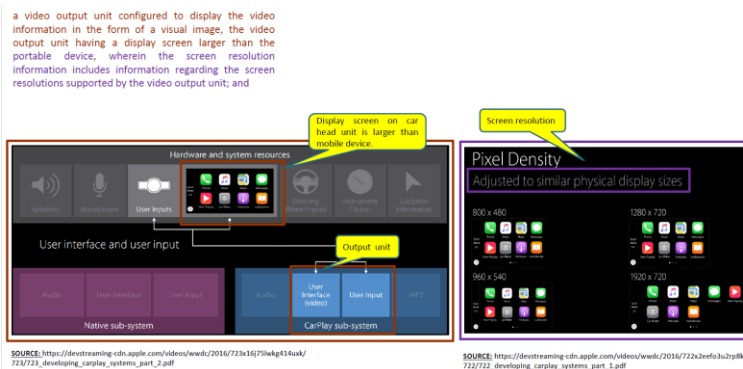 a video output unit configured to display the video
information in the form of a visual image, the video
output unit having a display screen larger than the
portable device, wherein the screen resolution
information includes information regarding the screen
resolutions supported by the video output unit; and
Display screen on car
head unit is larger than
mobile device.
Screen resolution
Hardware and system resources
Speakers
Microphone
User Inputs
Steering
Wheel Inputs
Instrument
Cluster
Location
Information
User interface and user input
Output unit
Audio
User Interface
User Input
Native sub-system
Audio
User
Interface
(video)
User Input
iAP2
CarPlay sub-system
Pixel Density
Adjusted to similar physical display sizes
800 x 480
1280 x 720
960 x 540
1920 x 720
SOURCE: https://devstreaming-cdn.apple.com/videos/wwdc/2016/723x16j75lwkg414uxk/
723/723_developing_carplay_systems_part_2.pdf
SOURCE: https://devstreaming-cdn.apple.com/videos/wwdc/2016/722x2eefo3u2rp8k
722/722_developing_carplay_systems_part_1.pdf